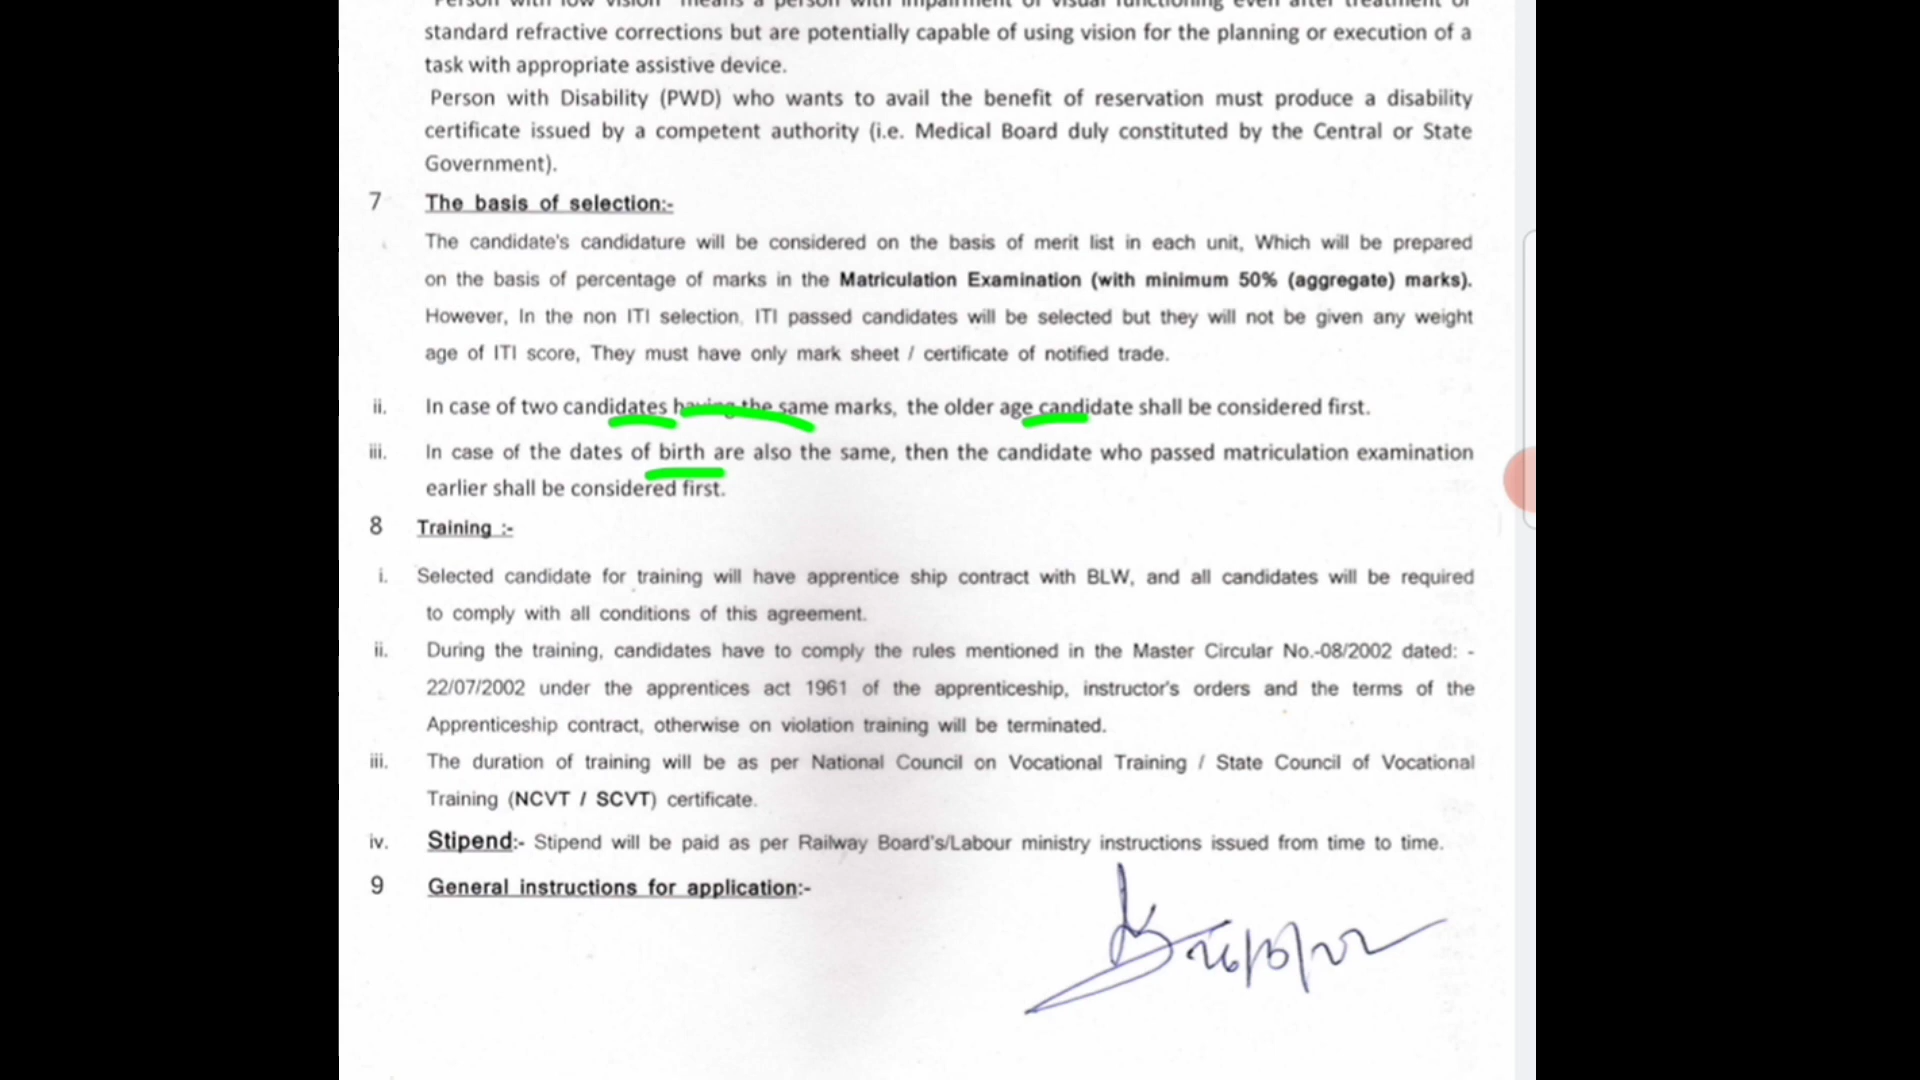 "Person with low vision" means a person with impairment of visual functioning even after treatment or
standard refractive corrections but are potentially capable of using vision for the planning or execution of a
task with appropriate assistive device.
Person with Disability (PWD) who wants to avail the benefit of reservation must produce a disability
certificate issued by a competent authority (i.e. Medical Board duly constituted by the Central or State
Government).
7 The basis of selection:-
The candidate's candidature will be considered on the basis of merit list in each unit, Which will be prepared
on the basis of percentage of marks in the Matriculation Examination (with minimum 50% (aggregate) marks).
However, In the non ITI selection, ITI passed candidates will be selected but they will not be given any weight
age of ITI score, They must have only mark sheet / certificate of notified trade.
ii. In case of two candidates having the same marks, the older age candidate shall be considered first.
iii. In case of the dates of birth are also the same, then the candidate who passed matriculation examination
earlier shall be considered first.
8 Training :-
i. Selected candidate for training will have apprentice ship contract with BLW, and all candidates will be required
to comply with all conditions of this agreement.
ii. During the training, candidates have to comply the rules mentioned in the Master Circular No.-08/2002 dated: -
22/07/2002 under the apprentices act 1961 of the apprenticeship, instructor's orders and the terms of the
Apprenticeship contract, otherwise on violation training will be terminated.
iii. The duration of training will be as per National Council on Vocational Training / State Council of Vocational
Training (NCVT / SCVT) certificate.
iv. Stipend:- Stipend will be paid as per Railway Board's/Labour ministry instructions issued from time to time.
9 General instructions for application:-